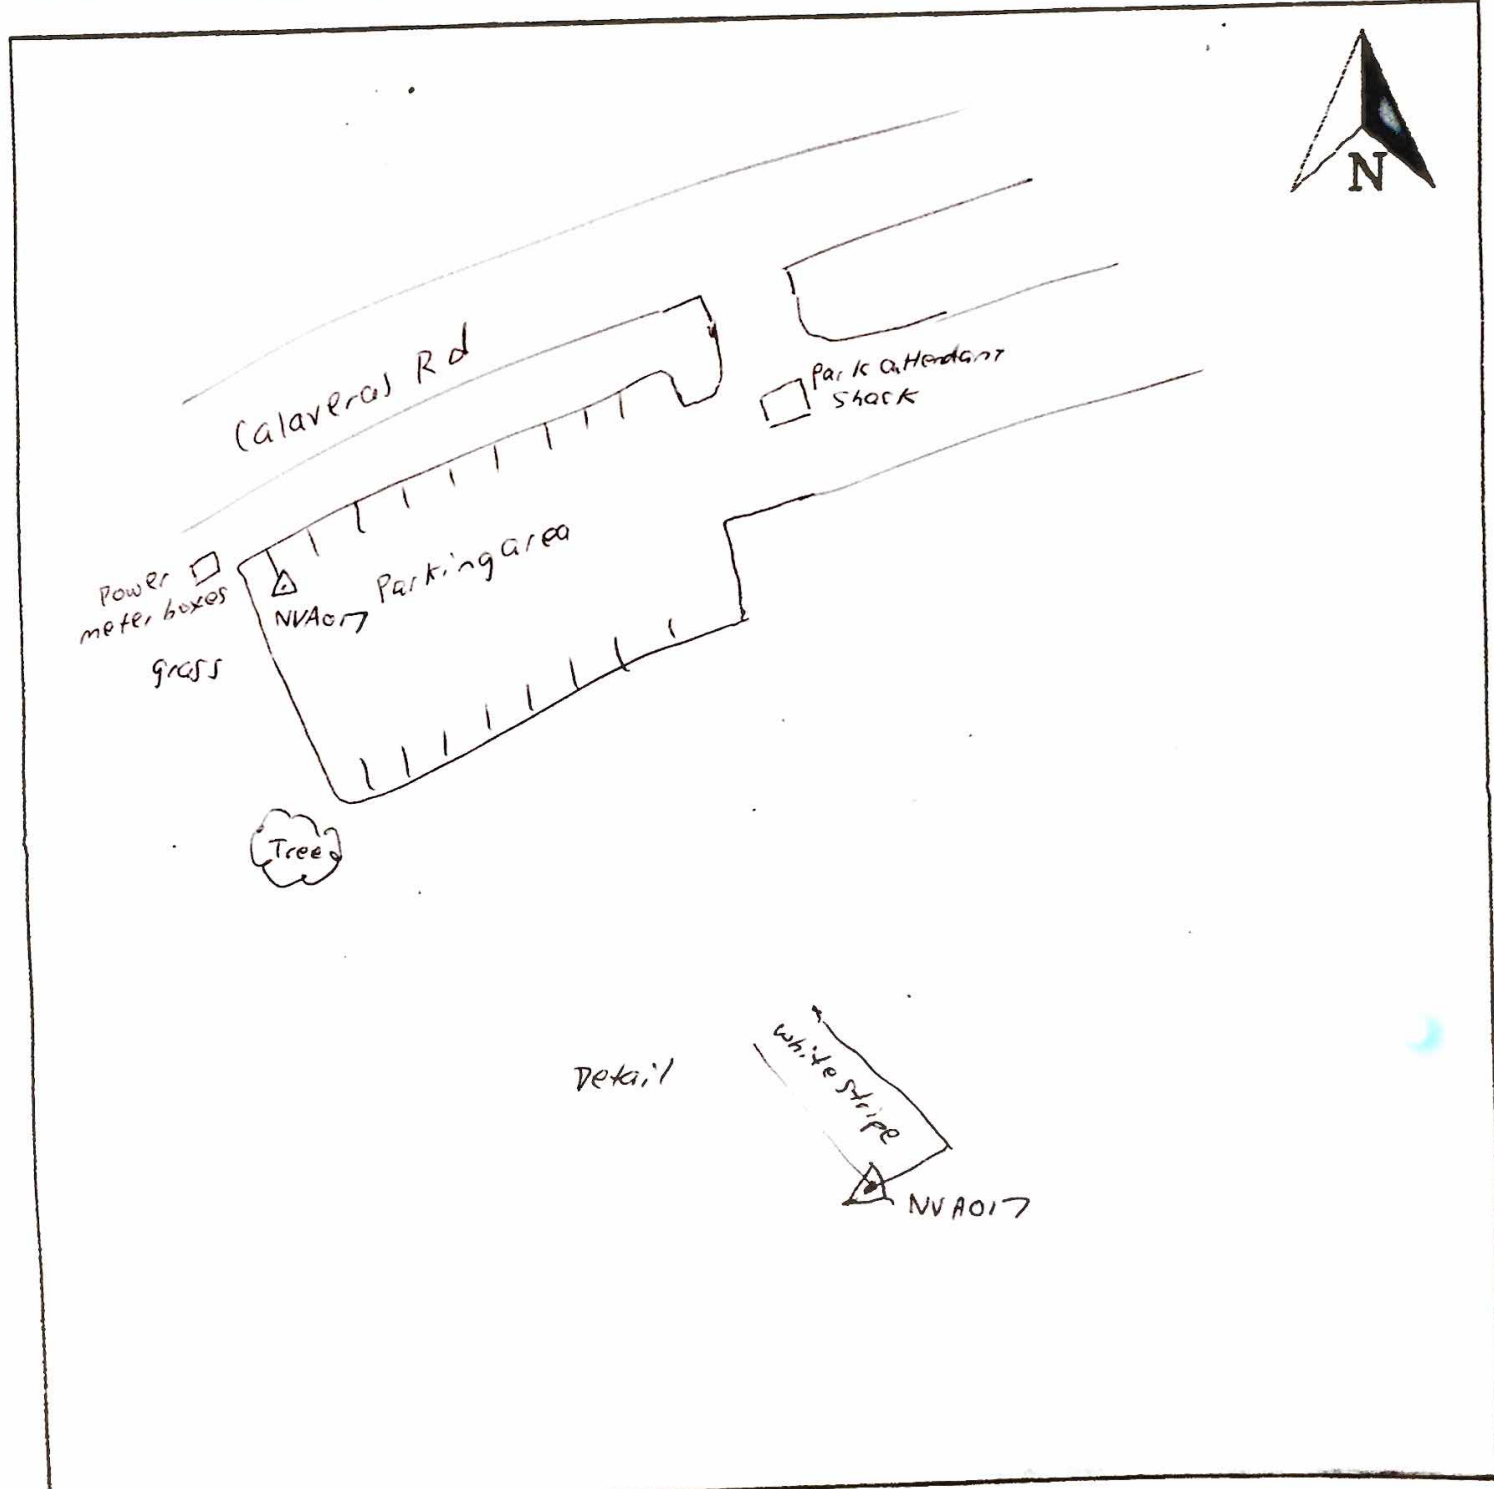 N
Calaveras Rd
Park attendant
Shack
Parking area
Power
meter boxes
NVA017
grass
Tree
Detail
white stripe
NVA017